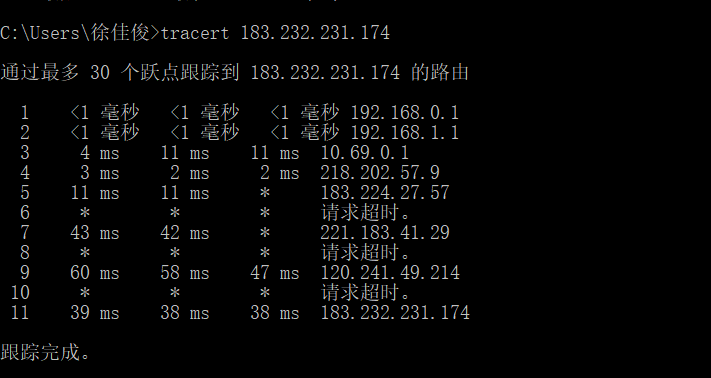 C:\Users\徐佳俊>tracert 183.232.231.174
通过最多 30 个跃点跟踪到 183.232.231.174 的路由
1 <1 毫秒 <1 毫秒 <1 毫秒 192.168.0.1
2 <1 毫秒 <1 毫秒 <1 毫秒 192.168.1.1
3 4 ms 11 ms 11 ms 10.69.0.1
4 3 ms 2 ms 2 ms 218.202.57.9
5 11 ms 11 ms * 183.224.27.57
6 * * * 请求超时。
7 43 ms 42 ms * 221.183.41.29
8 * * * 请求超时。
9 60 ms 58 ms 47 ms 120.241.49.214
10 * * * 请求超时。
11 39 ms 38 ms 38 ms 183.232.231.174
跟踪完成。